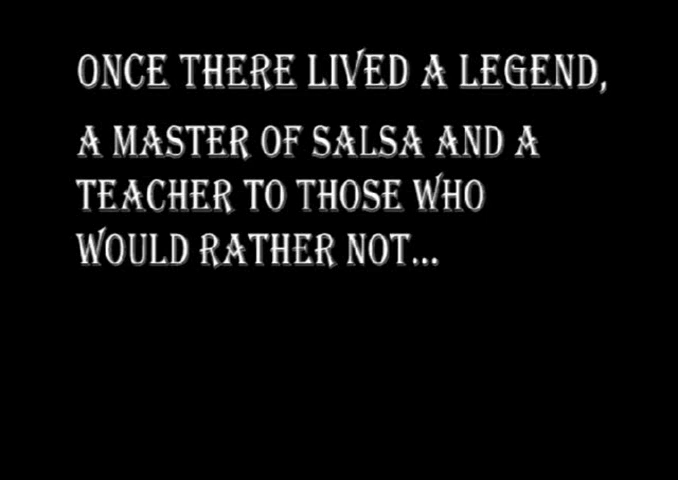 ONCE THERE LIVED A LEGEND,
A MASTER OF SALSA AND A
TEACHER TO THOSE WHO
WOULD RATHER NOT...